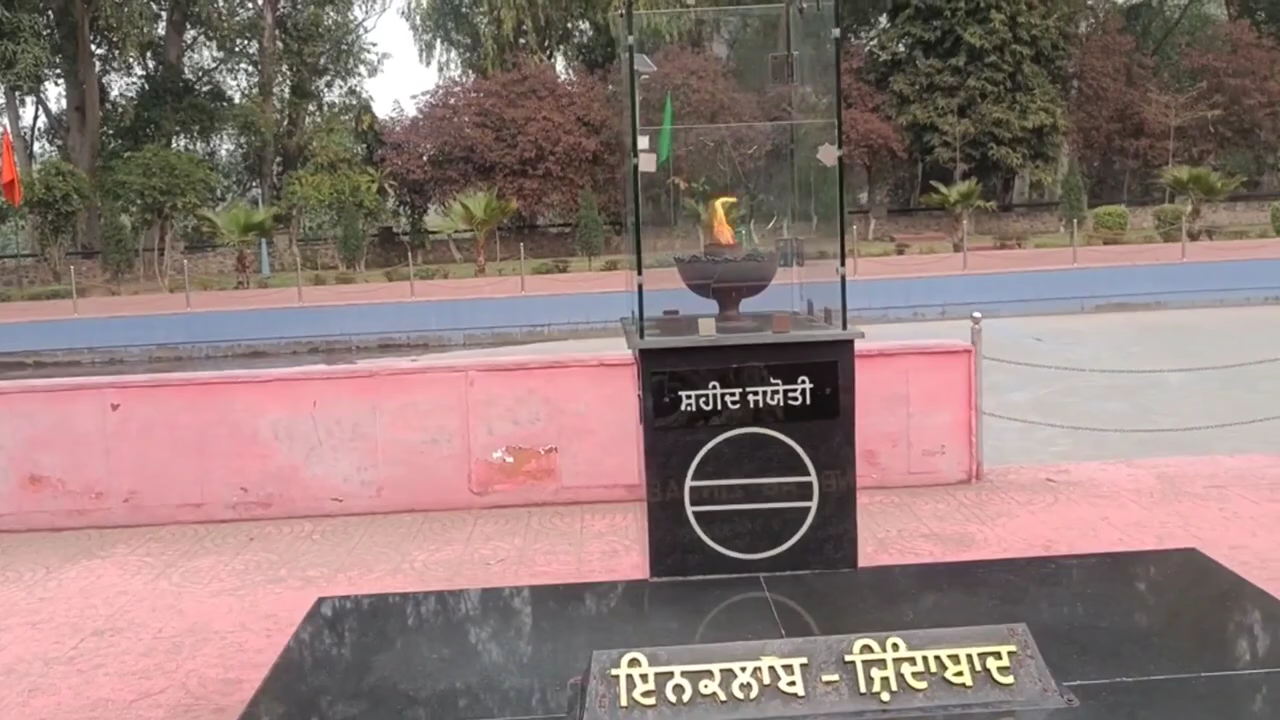 ਸ਼ਹੀਦ ਜਯੋਤੀ
ਇਨਕਲਾਬ - ਜ਼ਿੰਦਾਬਾਦ